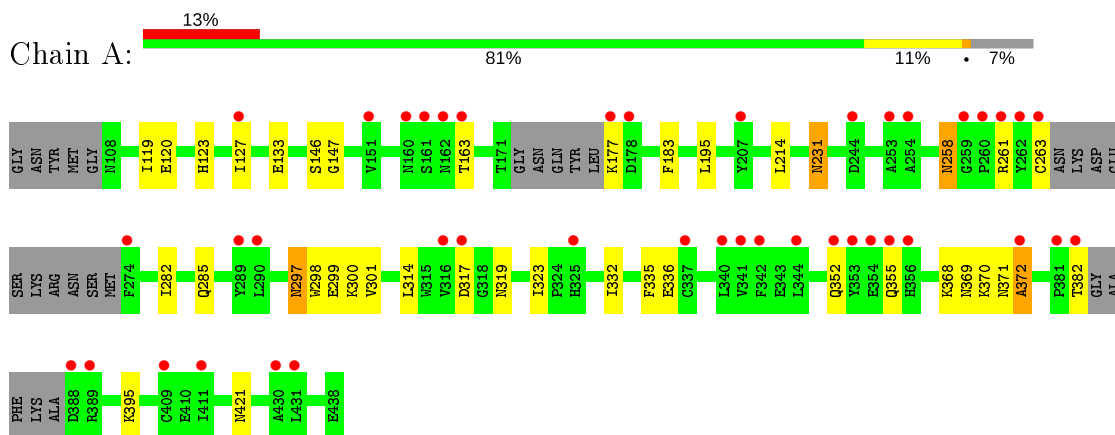 13%
Chain A:
81% 11% • 7%
GLY ASN TYR MET GLY N108 I119 E120 H123 I127 E133 S146 G147 V151 N160 S161 N162 T163 T171 GLY ASN GLN TYR LEU K177 D178 F183 L195 Y207 L214 N231 D244 A253 A254 N258 G259 P260 R261 Y262 C263 ASN LYS ASP GLU
SER LYS ARG ASN SER MET F274 I282 Q285 Y289 L290 N297 W298 E299 K300 V301 L314 W315 V316 D317 G318 N319 I323 P324 H325 I332 F335 E336 C337 L340 V341 F342 E343 L344 Q352 Y353 E354 Q355 H356 K368 N369 K370 N371 A372 P381 T382 GLY ALA
PHE LYS ALA D388 R389 K395 C409 E410 I411 N421 A430 L431 E438